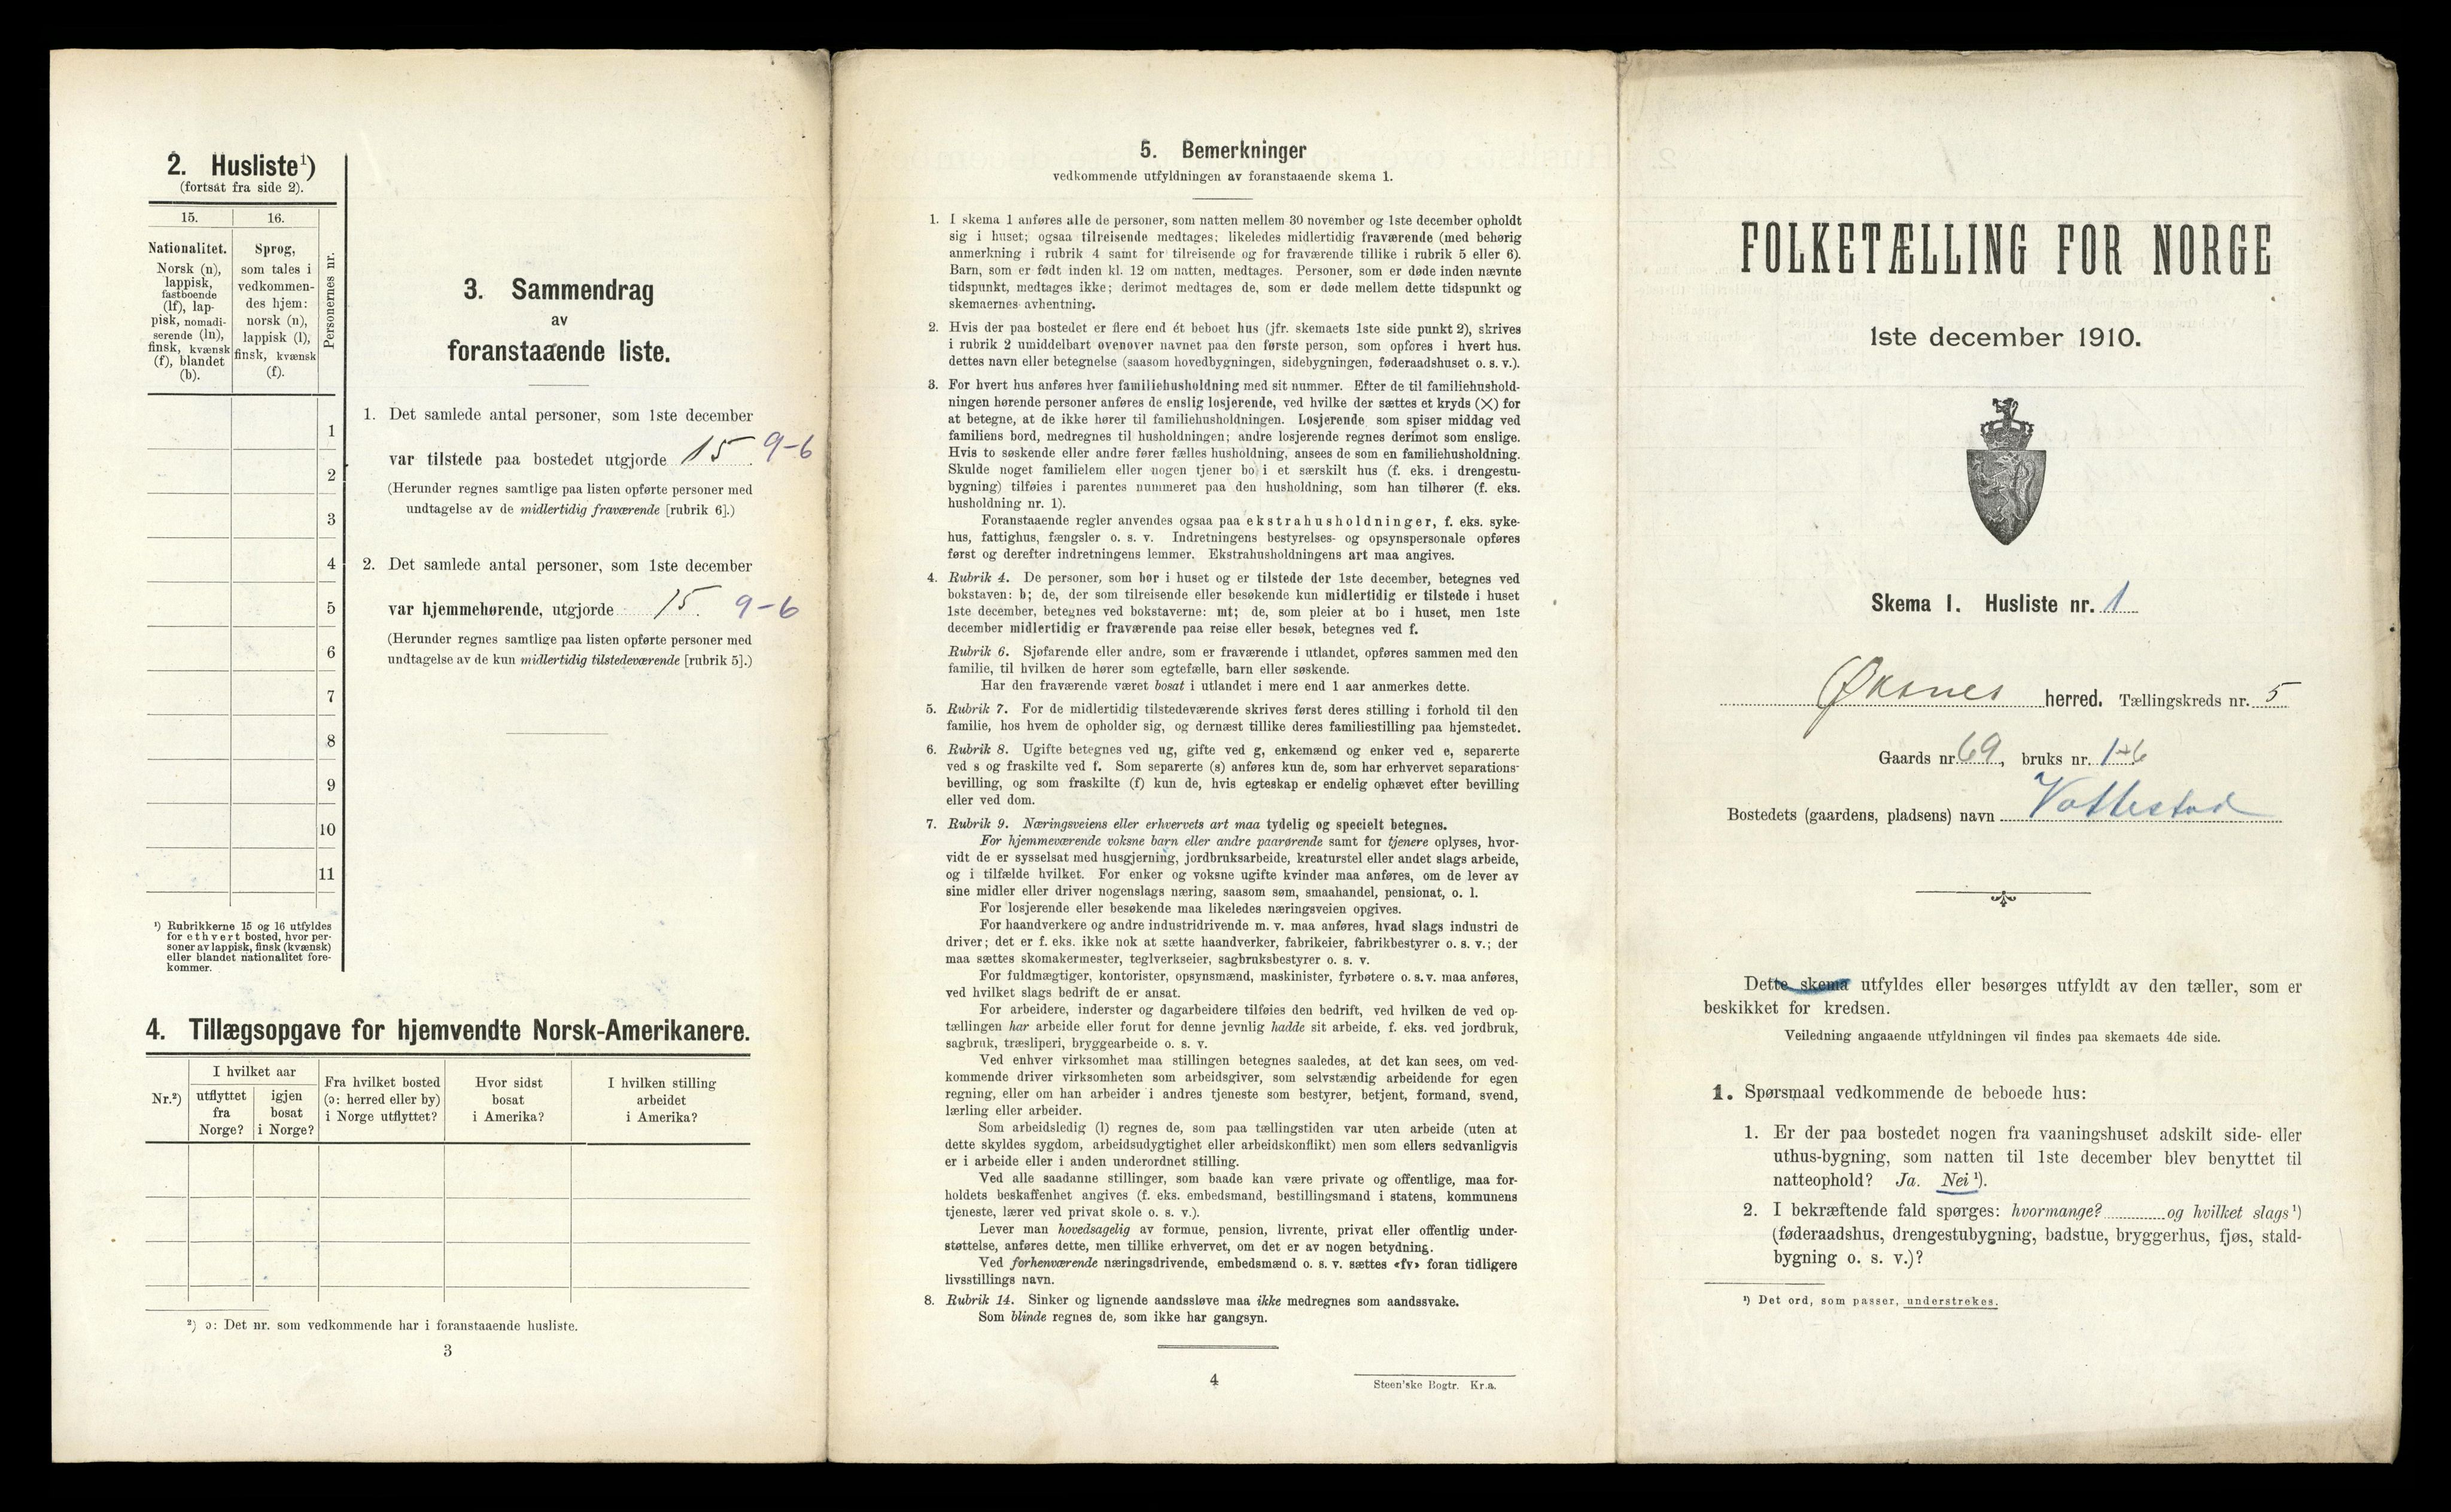 2. Husliste¹)
(fortsat fra side 2).
15.
16.
Personernes nr.
Nationalitet.
Norsk (n),
lappisk,
fastboende
(lf), lap-
pisk, nomadi-
serende (ln),
finsk, kvænsk
(f), blandet
(b).
Sprog,
som tales i
vedkommen-
des hjem:
norsk (n),
lappisk (l),
finsk, kvænsk
(f).
1
2
3
4
5
6
7
8
9
10
11
¹) Rubrikkerne 15 og 16 utfyldes
for ethvert bosted, hvor per-
soner av lappisk, finsk (kvænsk)
eller blandet nationalitet fore-
kommer.
3. Sammendrag
av
foranstaaende liste.
1. Det samlede antal personer, som 1ste december
var tilstede paa bostedet utgjorde 15. 9-6
(Herunder regnes samtlige paa listen opførte personer med
undtagelse av de midlertidig fraværende [rubrik 6].)
2. Det samlede antal personer, som 1ste december
var hjemmehørende, utgjorde 15. 9-6
(Herunder regnes samtlige paa listen opførte personer med
undtagelse av de kun midlertidig tilstedeværende [rubrik 5].)
4. Tillægsopgave for hjemvendte Norsk-Amerikanere.
Nr.²)
I hvilket aar
utflyttet
fra
Norge?
igjen
bosat
i Norge?
Fra hvilket bosted
(ɔ: herred eller by)
i Norge utflyttet?
Hvor sidst
bosat
i Amerika?
I hvilken stilling
arbeidet
i Amerika?
²) ɔ: Det nr. som vedkommende har i foranstaaende husliste.
3
5. Bemerkninger
vedkommende utfyldningen av foranstaaende skema 1.
1. I skema 1 anføres alle de personer, som natten mellem 30 november og 1ste december opholdt
sig i huset; ogsaa tilreisende medtages; likeledes midlertidig fraværende (med behørig
anmerkning i rubrik 4 samt for tilreisende og for fraværende tillike i rubrik 5 eller 6).
Barn, som er født inden kl. 12 om natten, medtages. Personer, som er døde inden nævnte
tidspunkt, medtages ikke; derimot medtages de, som er døde mellem dette tidspunkt og
skemaernes avhentning.
2. Hvis der paa bostedet er flere end ét beboet hus (jfr. skemaets 1ste side punkt 2), skrives
i rubrik 2 umiddelbart ovenover navnet paa den første person, som opføres i hvert hus.
dettes navn eller betegnelse (saasom hovedbygningen, sidebygningen, føderaadshuset o. s. v.).
3. For hvert hus anføres hver familiehusholdning med sit nummer. Efter de til familiehushold-
ningen hørende personer anføres de enslig losjerende, ved hvilke der sættes et kryds (×) for
at betegne, at de ikke hører til familiehusholdningen. Losjerende som spiser middag ved
familiens bord, medregnes til husholdningen; andre losjerende regnes derimot som enslige.
Hvis to søskende eller andre fører fælles husholdning, ansees de som en familiehusholdning.
Skulde noget familielem eller nogen tjener bo i et særskilt hus (f. eks. i drengestu-
bygning) tilføies i parentes nummeret paa den husholdning, som han tilhører (f. eks.
husholdning nr. 1).
Foranstaaende regler anvendes ogsaa paa ekstrahusholdninger, f. eks. syke-
hus, fattighus, fængsler o. s. v. Indretningens bestyrelses- og opsynspersonale opføres
først og derefter indretningens lemmer. Ekstrahusholdningens art maa angives.
4. Rubrik 4. De personer, som bor i huset og er tilstede der 1ste december, betegnes ved
bokstaven: b; de, der som tilreisende eller besøkende kun midlertidig er tilstede i huset
1ste december, betegnes ved bokstaverne: mt; de, som pleier at bo i huset, men 1ste
december midlertidig er fraværende paa reise eller besøk, betegnes ved f.
Rubrik 6. Sjøfarende eller andre, som er fraværende i utlandet, opføres sammen med den
familie, til hvilken de hører som egtefælle, barn eller søskende.
Har den fraværende været bosat i utlandet i mere end 1 aar anmerkes dette.
5. Rubrik 7. For de midlertidig tilstedeværende skrives først deres stilling i forhold til den
familie, hos hvem de opholder sig, og dernæst tillike deres familiestilling paa hjemstedet.
6. Rubrik 8. Ugifte betegnes ved ug, gifte ved g, enkemænd og enker ved e, separerte
ved s og fraskilte ved f. Som separerte (s) anføres kun de, som har erhvervet separations-
bevilling, og som fraskilte (f) kun de, hvis egteskap er endelig ophævet efter bevilling
eller ved dom.
7. Rubrik 9. Næringsveiens eller erhvervets art maa tydelig og specielt betegnes.
For hjemmeværende voksne barn eller andre paarørende samt for tjenere oplyses, hvor-
vidt de er sysselsat med husgjerning, jordbruksarbeide, kreaturstel eller andet slags arbeide,
og i tilfælde hvilket. For enker og voksne ugifte kvinder maa anføres, om de lever av
sine midler eller driver nogenslags næring, saasom søm, smaahandel, pensionat, o. l.
For losjerende eller besøkende maa likeledes næringsveien opgives.
For haandverkere og andre industridrivende m. v. maa anføres, hvad slags industri de
driver; det er f. eks. ikke nok at sætte haandverker, fabrikeier, fabrikbestyrer o. s. v.; der
maa sættes skomakermester, teglverkseier, sagbruksbestyrer o. s. v.
For fuldmægtiger, kontorister, opsynsmænd, maskinister, fyrbøtere o. s. v. maa anføres,
ved hvilket slags bedrift de er ansat.
For arbeidere, inderster og dagarbeidere tilføies den bedrift, ved hvilken de ved op-
tællingen har arbeide eller forut for denne jevnlig hadde sit arbeide, f. eks. ved jordbruk,
sagbruk, træsliperi, bryggearbeide o. s. v.
Ved enhver virksomhet maa stillingen betegnes saaledes, at det kan sees, om ved-
kommende driver virksomheten som arbeidsgiver, som selvstændig arbeidende for egen
regning, eller om han arbeider i andres tjeneste som bestyrer, betjent, formand, svend,
lærling eller arbeider.
Som arbeidsledig (l) regnes de, som paa tællingstiden var uten arbeide (uten at
dette skyldes sygdom, arbeidsudygtighet eller arbeidskonflikt) men som ellers sedvanligvis
er i arbeide eller i anden underordnet stilling.
Ved alle saadanne stillinger, som baade kan være private og offentlige, maa for-
holdets beskaffenhet angives (f. eks. embedsmand, bestillingsmand i statens, kommunens
tjeneste, lærer ved privat skole o. s. v.).
Lever man hovedsagelig av formue, pension, livrente, privat eller offentlig under-
støttelse, anføres dette, men tillike erhvervet, om det er av nogen betydning.
Ved forhenværende næringsdrivende, embedsmænd o. s. v. sættes «fv» foran tidligere
livsstillings navn.
8. Rubrik 14. Sinker og lignende aandssløve maa ikke medregnes som aandssvake.
Som blinde regnes de, som ikke har gangsyn.
4
Steen'ske Bogtr. Kr.a.
FOLKETÆLLING FOR NORGE
1ste december 1910.
Skema 1. Husliste nr. 1
Øksnes herred. Tællingskreds nr. 5
Gaards nr. 69, bruks nr. 1+6
Bostedets (gaardens, pladsens) navn Vottestad
Dette skema utfyldes eller besørges utfyldt av den tæller, som er
beskikket for kredsen.
Veiledning angaaende utfyldningen vil findes paa skemaets 4de side.
1. Spørsmaal vedkommende de beboede hus:
1. Er der paa bostedet nogen fra vaaningshuset adskilt side- eller
uthus-bygning, som natten til 1ste december blev benyttet til
natteophold? Ja. Nei ¹).
2. I bekræftende fald spørges: hvormange? og hvilket slags ¹)
(føderaadshus, drengestubygning, badstue, bryggerhus, fjøs, stald-
bygning o. s. v.)?
¹) Det ord, som passer, understrekes.